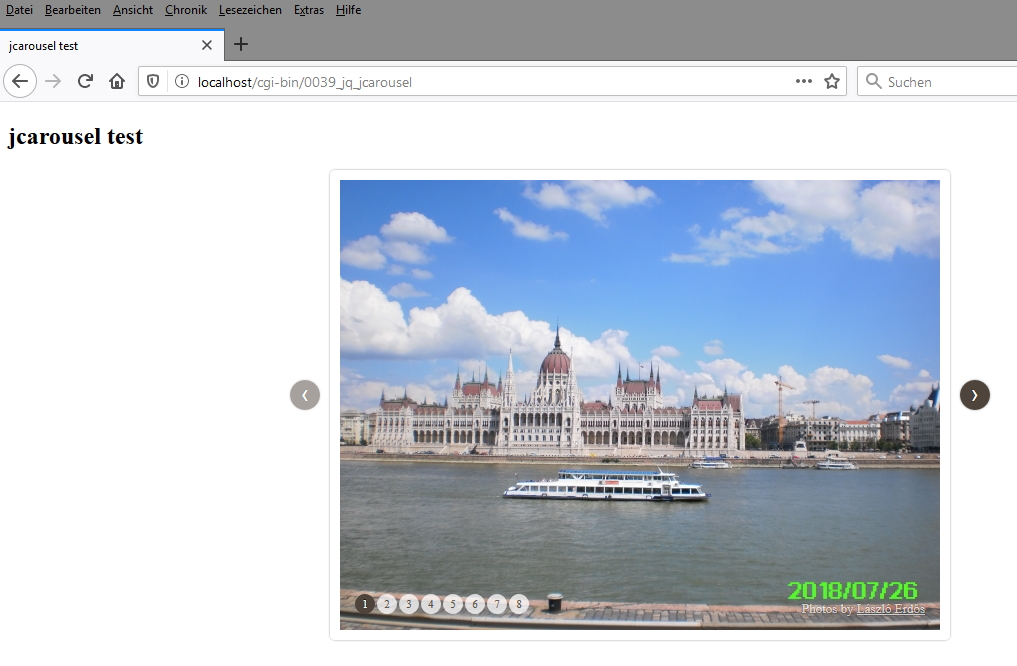 Datei Bearbeiten Ansicht Chronik Lesezeichen Extras Hilfe
jcarousel test
localhost/cgi-bin/0039_jq_jcarousel
Suchen
jcarousel test
2018/07/26
1 2 3 4 5 6 7 8
Photos by László Erdős